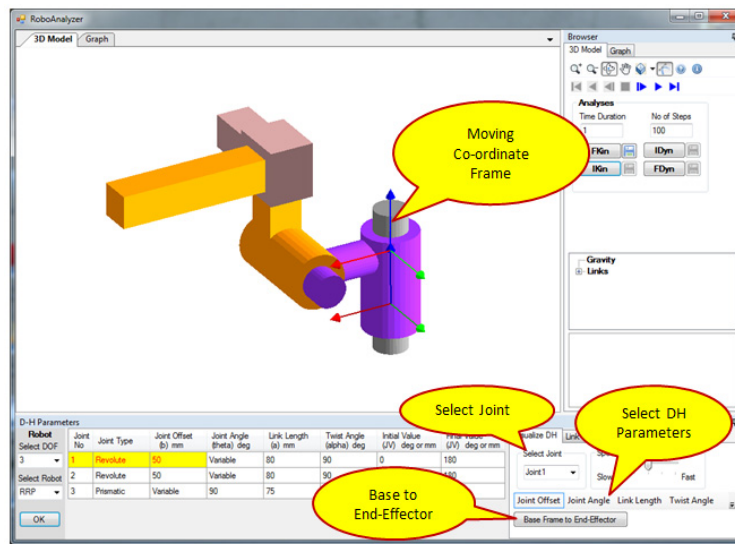 RoboAnalyzer
3D Model Graph
Browser
3D Model Graph
Analyses
Time Duration No of Steps
1 100
FKin IDyn
IKin FDyn
Moving
Co-ordinate
Frame
Gravity
Links
D-H Parameters
Robot
Select DOF
3
Select Robot
RRP
OK
Joint No Joint Type Joint Offset (b) mm Joint Angle (theta) deg Link Length (a) mm Twist Angle (alpha) deg Initial Value (JV) deg or mm Value (JV) deg or mm
1 Revolute 50 Variable 80 90 0 180
2 Revolute 50 Variable 80 90 180
3 Prismatic Variable 90 75
Select Joint
Select DH
Parameters
Base to
End-Effector
ualize DH Link
Select Joint
Joint1
Slow Fast
Joint Offset Joint Angle Link Length Twist Angle
Base Frame to End-Effector